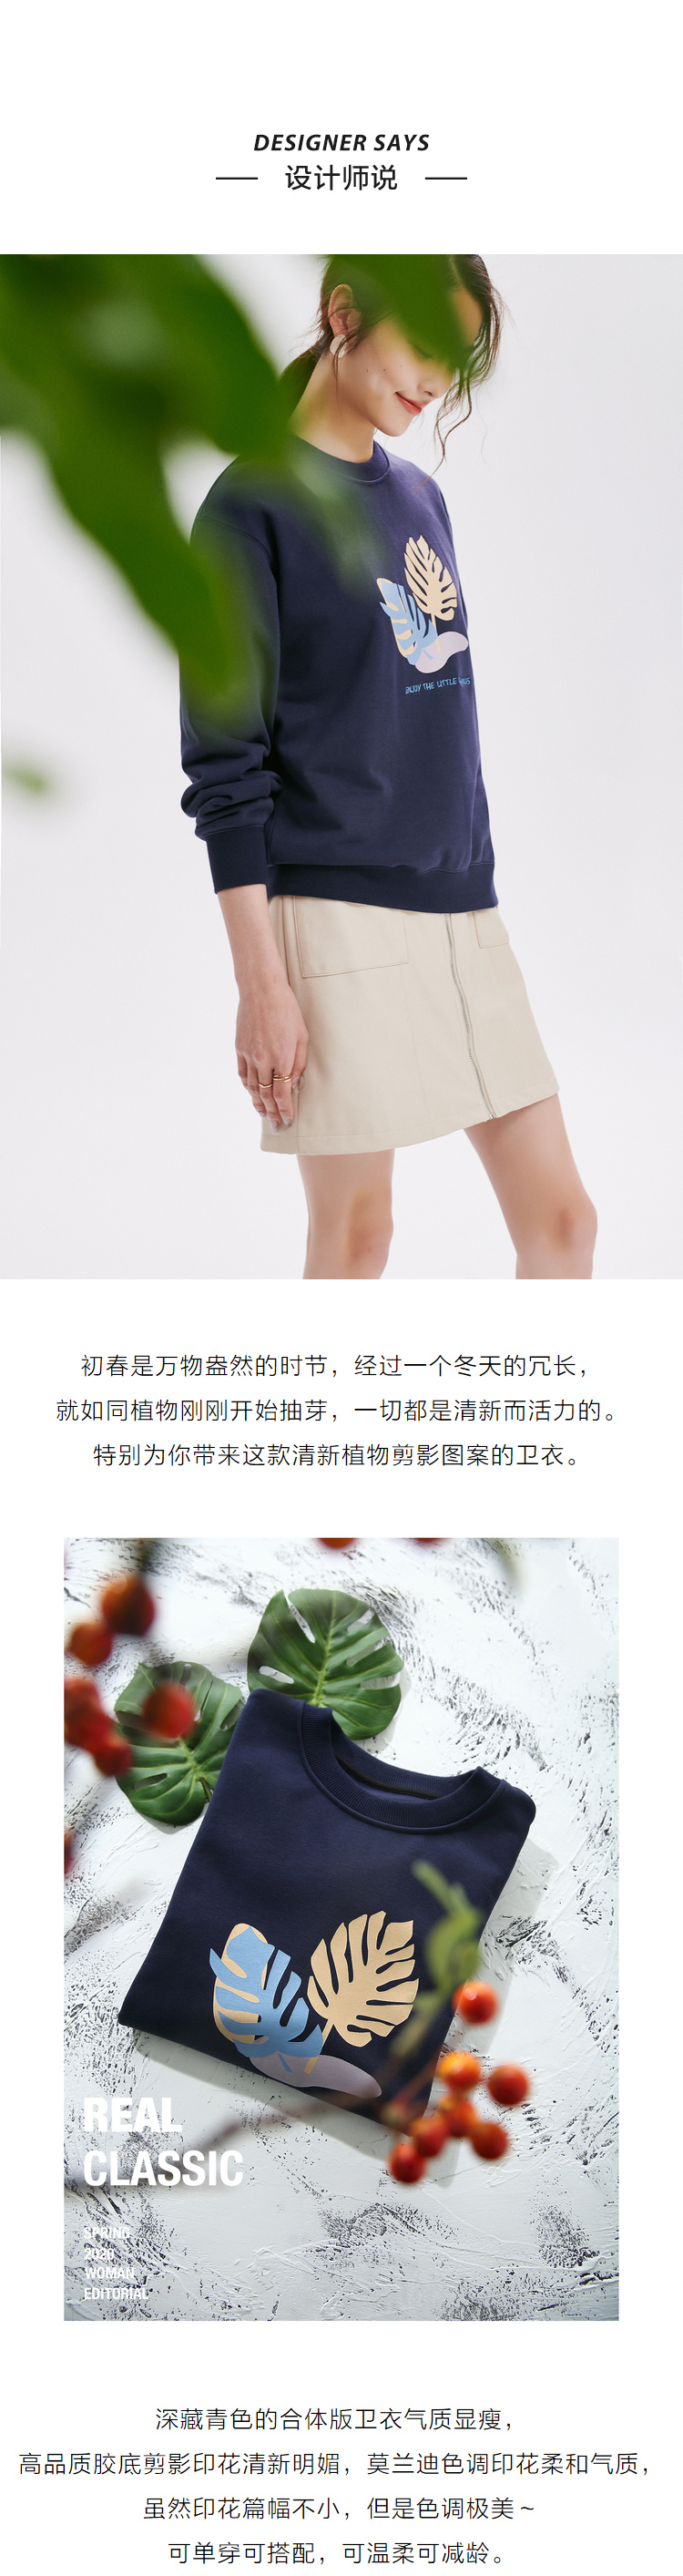 DESIGNER SAYS
设计师说
ENJOY THE LITTLE
初春是万物盎然的时节，经过一个冬天的冗长，
就如同植物刚刚开始抽芽，一切都是清新而活力的。
特别为你带来这款清新植物剪影图案的卫衣。
REAL
CLASSIC
SPRING
2020
WOMAN
EDITORIAL
深藏青色的合体版卫衣气质显瘦，
高品质胶底剪影印花清新明媚，莫兰迪色调印花柔和气质，
虽然印花篇幅不小，但是色调极美~
可单穿可搭配，可温柔可减龄。